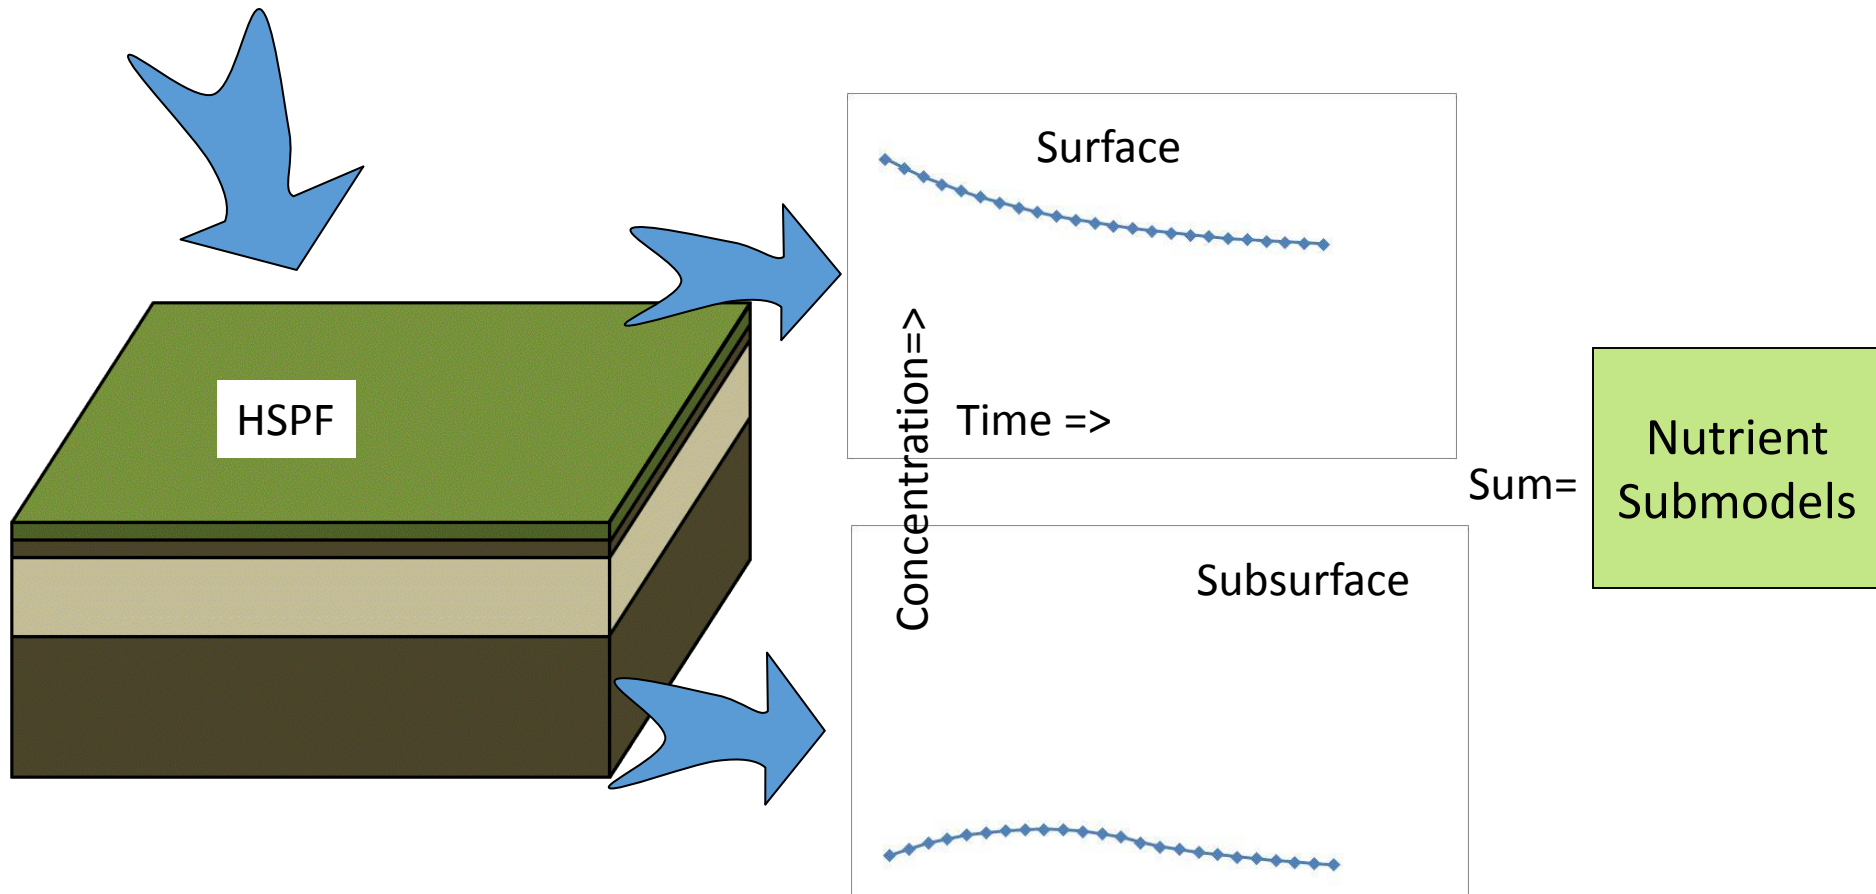 HSPF
Surface
Concentration=>
Time =>
Subsurface
Sum=
Nutrient
Submodels